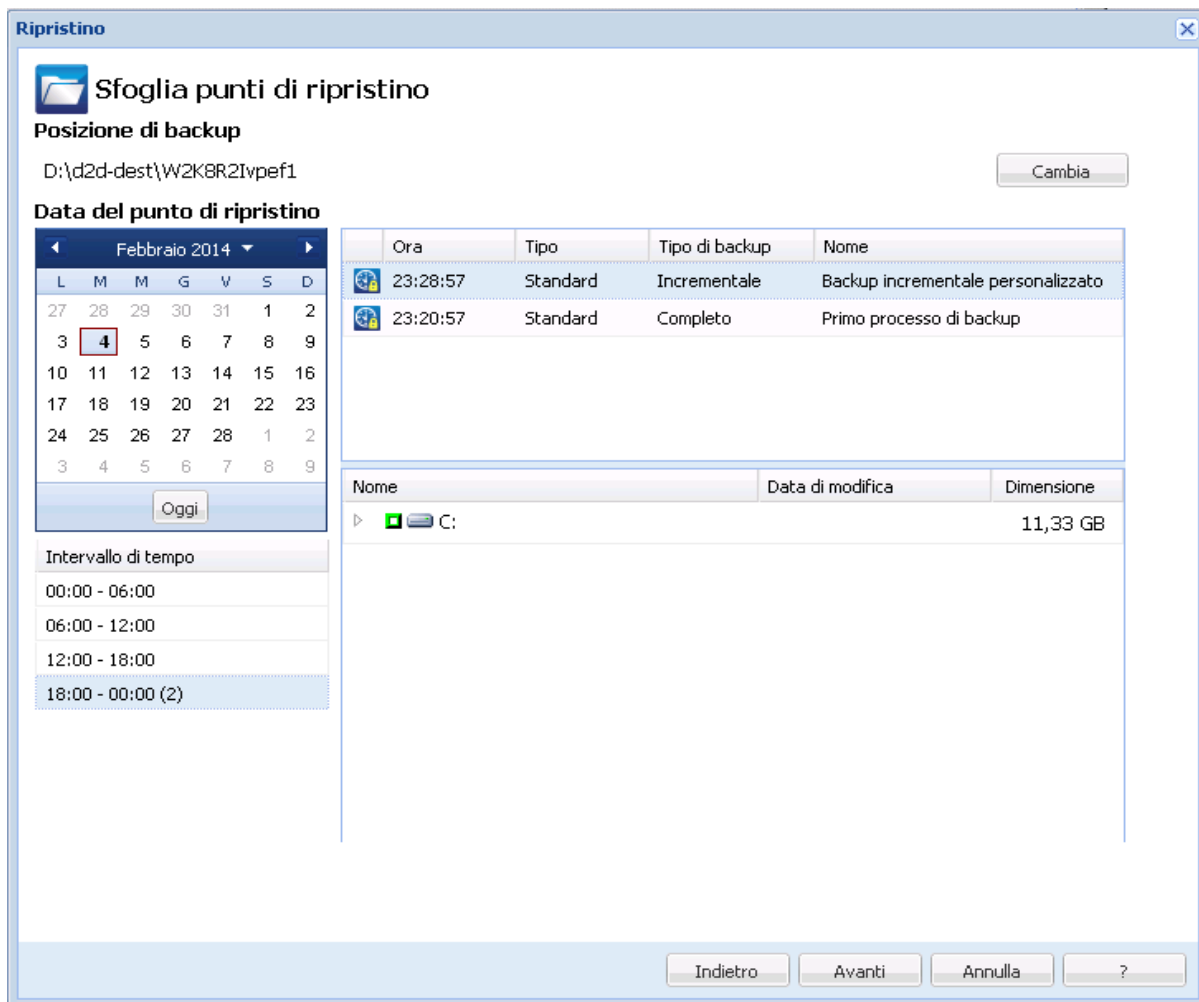 Ripristino
Sfoglia punti di ripristino
Posizione di backup
D:\d2d-dest\W2K8R2Ivpef1
Cambia
Data del punto di ripristino
Febbraio 2014
L M M G V S D
27 28 29 30 31 1 2
3 4 5 6 7 8 9
10 11 12 13 14 15 16
17 18 19 20 21 22 23
24 25 26 27 28 1 2
3 4 5 6 7 8 9
Oggi
Intervallo di tempo
00:00 - 06:00
06:00 - 12:00
12:00 - 18:00
18:00 - 00:00 (2)
Ora Tipo Tipo di backup Nome
23:28:57 Standard Incrementale Backup incrementale personalizzato
23:20:57 Standard Completo Primo processo di backup
Nome Data di modifica Dimensione
C: 11,33 GB
Indietro Avanti Annulla ?